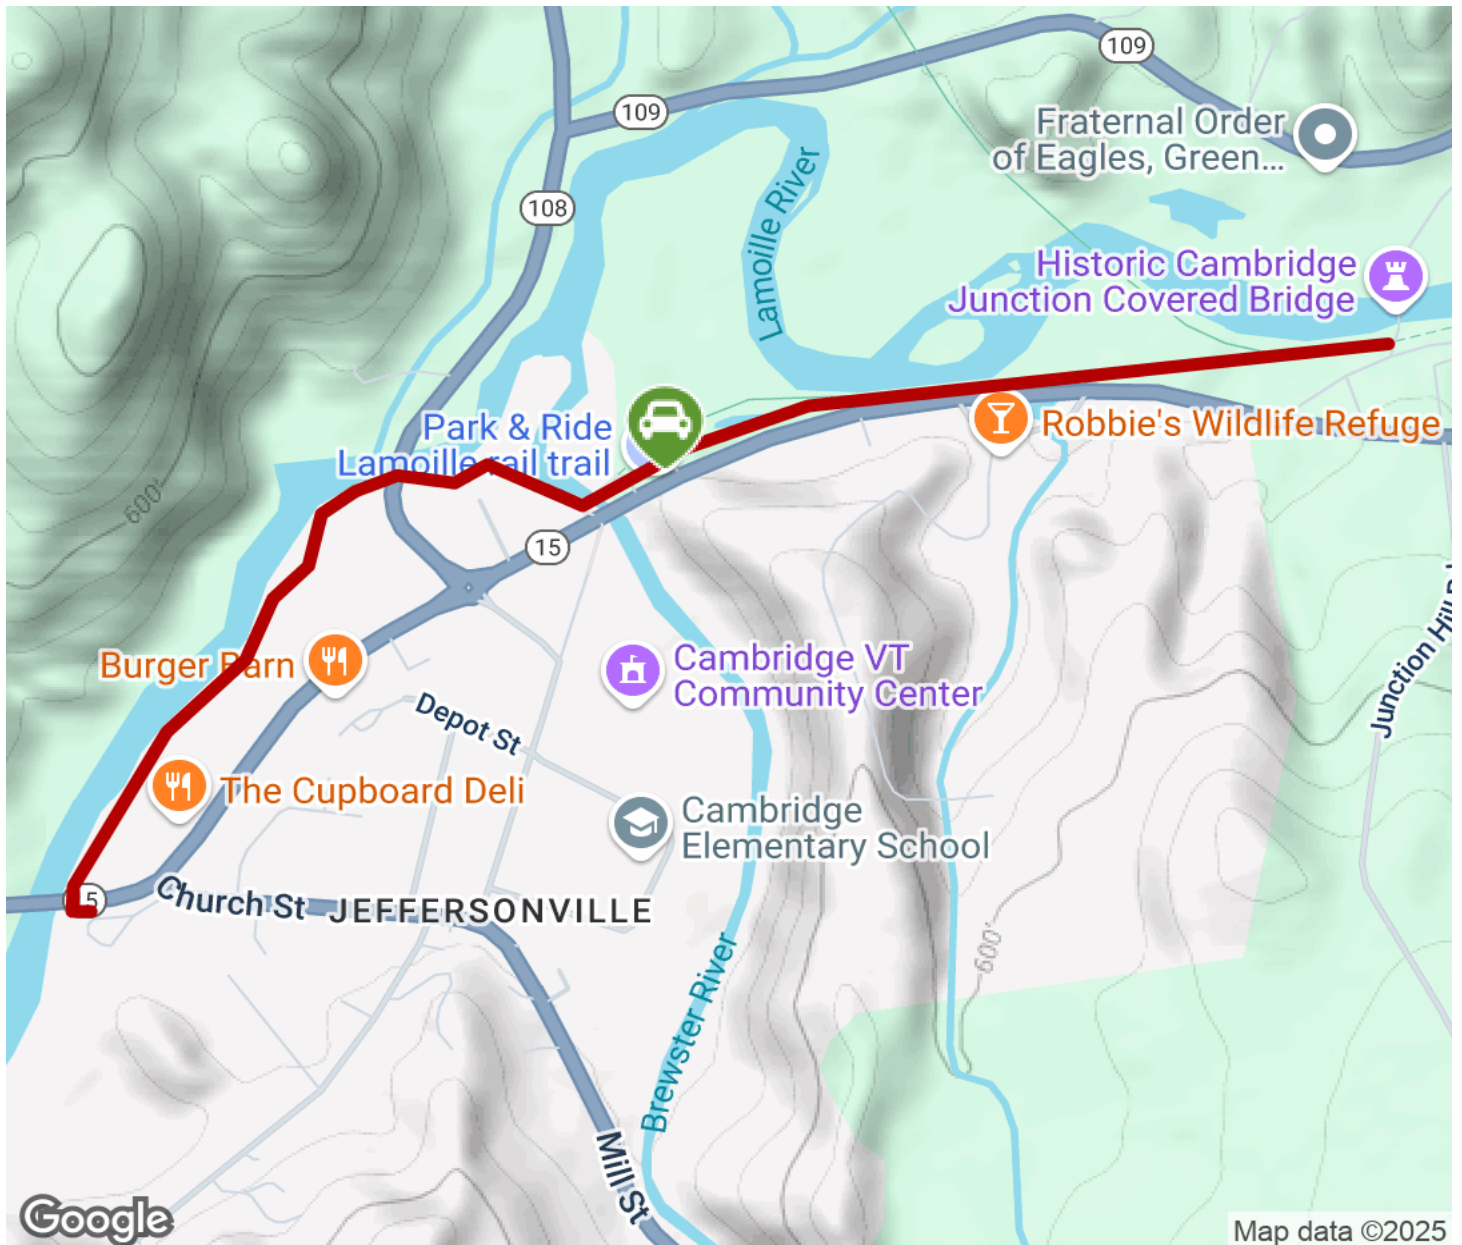 109
109
Fraternal Order
of Eagles, Green...
Lamoille River
108
Historic Cambridge
Junction Covered Bridge
Park & Ride
Lamoille rail trail
Robbie's Wildlife Refuge
600'
15
Junction Hill
Burger Barn
Cambridge VT
Community Center
Depot St
The Cupboard Deli
Cambridge
Elementary School
5
Church St
JEFFERSONVILLE
600'
Brewster River
Mill St
Google
Map data ©2025